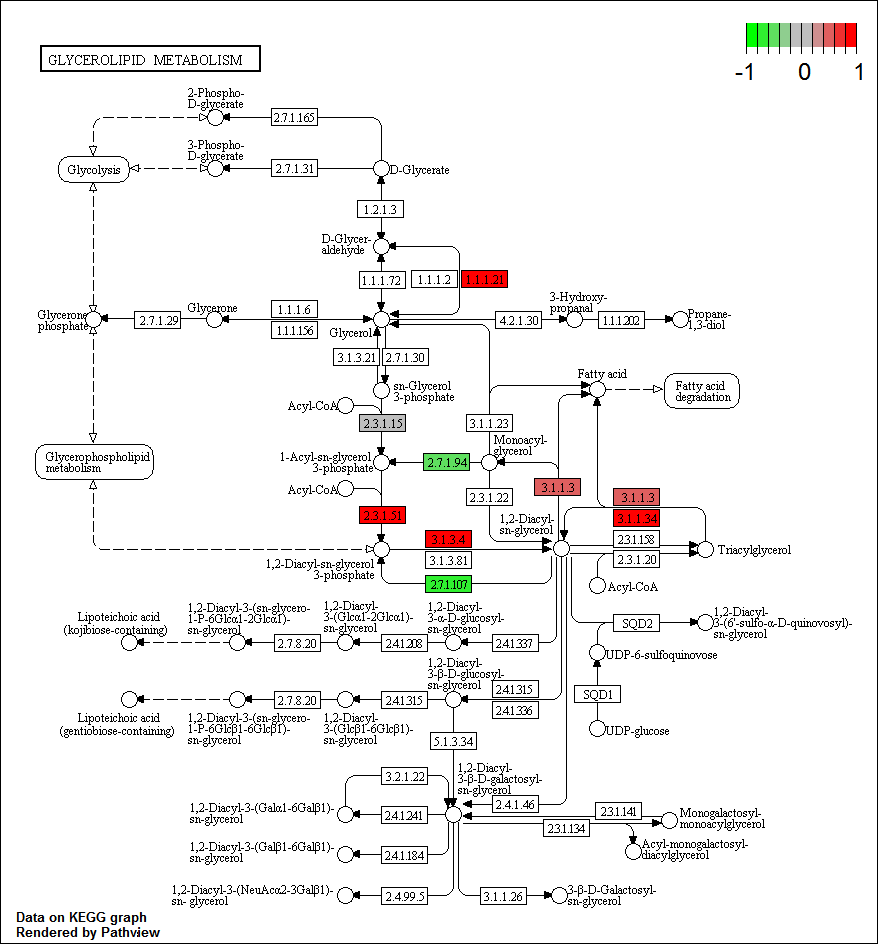 GLYCEROLIPID METABOLISM
-1 0 1
2-Phospho-
D-glycerate
2.7.1.165
3-Phospho-
D-glycerate
Glycolysis
2.7.1.31
D-Glycerate
1.2.1.3
D-Glycer-
aldehyde
1.1.1.72
1.1.1.2
1.1.1.21
Glycerone
phosphate
2.7.1.29
Glycerone
1.1.1.6
1.1.1.156
Glycerol
4.2.1.30
3-Hydroxy-
propanal
1.1.1.202
Propane-
1,3-diol
3.1.3.21
2.7.1.30
sn-Glycerol
3-phosphate
Fatty acid
Fatty acid
degradation
Acyl-CoA
2.3.1.15
3.1.1.23
Glycerophospholipid
metabolism
1-Acyl-sn-glycerol
3-phosphate
2.7.1.94
Monoacyl-
glycerol
Acyl-CoA
2.3.1.22
3.1.1.3
3.1.1.3
2.3.1.51
1,2-Diacyl-
sn-glycerol
3.1.1.34
3.1.3.4
2.3.1.158
3.1.3.81
2.3.1.20
Triacylglycerol
1,2-Diacyl-sn-glycerol
3-phosphate
2.7.1.107
Acyl-CoA
Lipoteichoic acid
(kojibiose-containing)
1,2-Diacyl-3-(sn-glycero-
1-P-6Glcα1-2Glcα1)-
sn-glycerol
2.7.8.20
1,2-Diacyl-
3-(Glcα1-2Glcα1)-
sn-glycerol
2.4.1.208
1,2-Diacyl-
3-α-D-glucosyl-
sn-glycerol
2.4.1.337
SQD2
1,2-Diacyl-
3-(6'-sulfo-α-D-quinovosyl)-
sn-glycerol
UDP-6-sulfoquinovose
SQD1
UDP-glucose
1,2-Diacyl-
3-β-D-glucosyl-
sn-glycerol
2.4.1.315
2.4.1.336
Lipoteichoic acid
(gentiobiose-containing)
2.7.8.20
1,2-Diacyl-3-(sn-glycero-
1-P-6Glcβ1-6Glcβ1)-
sn-glycerol
2.4.1.315
1,2-Diacyl-
3-(Glcβ1-6Glcβ1)-
sn-glycerol
5.1.3.34
1,2-Diacyl-
3-β-D-galactosyl-
sn-glycerol
3.2.1.22
2.4.1.46
1,2-Diacyl-3-(Galα1-6Galβ1)-
sn-glycerol
2.4.1.241
2.3.1.141
Monogalactosyl-
monoacylglycerol
2.3.1.134
Acyl-monogalactosyl-
diacylglycerol
1,2-Diacyl-3-(Galβ1-6Galβ1)-
sn-glycerol
2.4.1.184
1,2-Diacyl-3-(NeuAcα2-3Galβ1)-
sn- glycerol
2.4.99.5
3.1.1.26
3-β-D-Galactosyl-
sn-glycerol
Data on KEGG graph
Rendered by Pathview